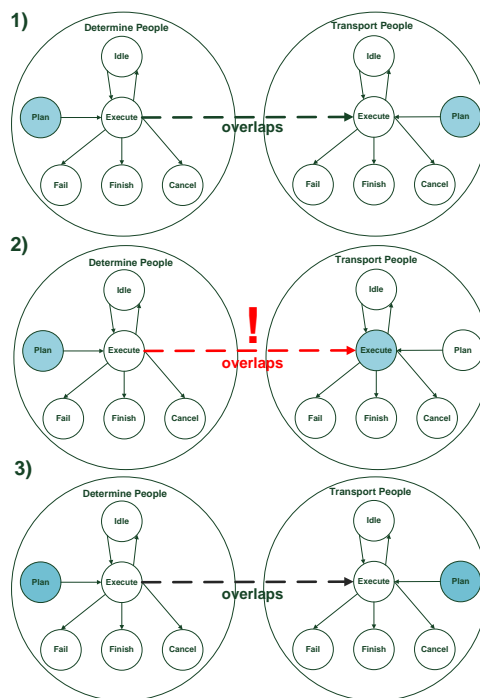 1)
Determine People
Transport People
Idle
Idle
Plan
Execute
Execute
Plan
overlaps
Fail
Finish
Cancel
Fail
Finish
Cancel
2)
Determine People
Transport People
Idle
Idle
!
Plan
Execute
Execute
Plan
overlaps
Fail
Finish
Cancel
Fail
Finish
Cancel
3)
Determine People
Transport People
Idle
Idle
Plan
Execute
Execute
Plan
overlaps
Fail
Finish
Cancel
Fail
Finish
Cancel